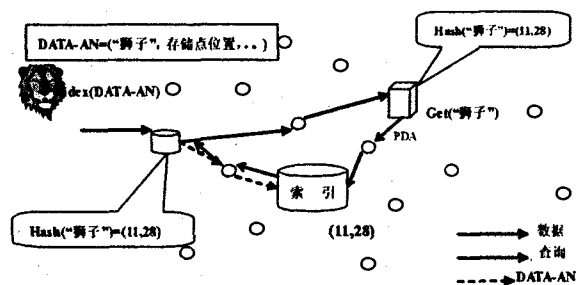 DATA-AN=(“狮子”, 存储点位置, . . . )
Hash(“狮子”)=(11,28)
dex(DATA-AN)
Get(“狮子”)
PDA
索 引
Hash(“狮子”)=(11,28)
(11,28)
数据
查询
DATA-AN